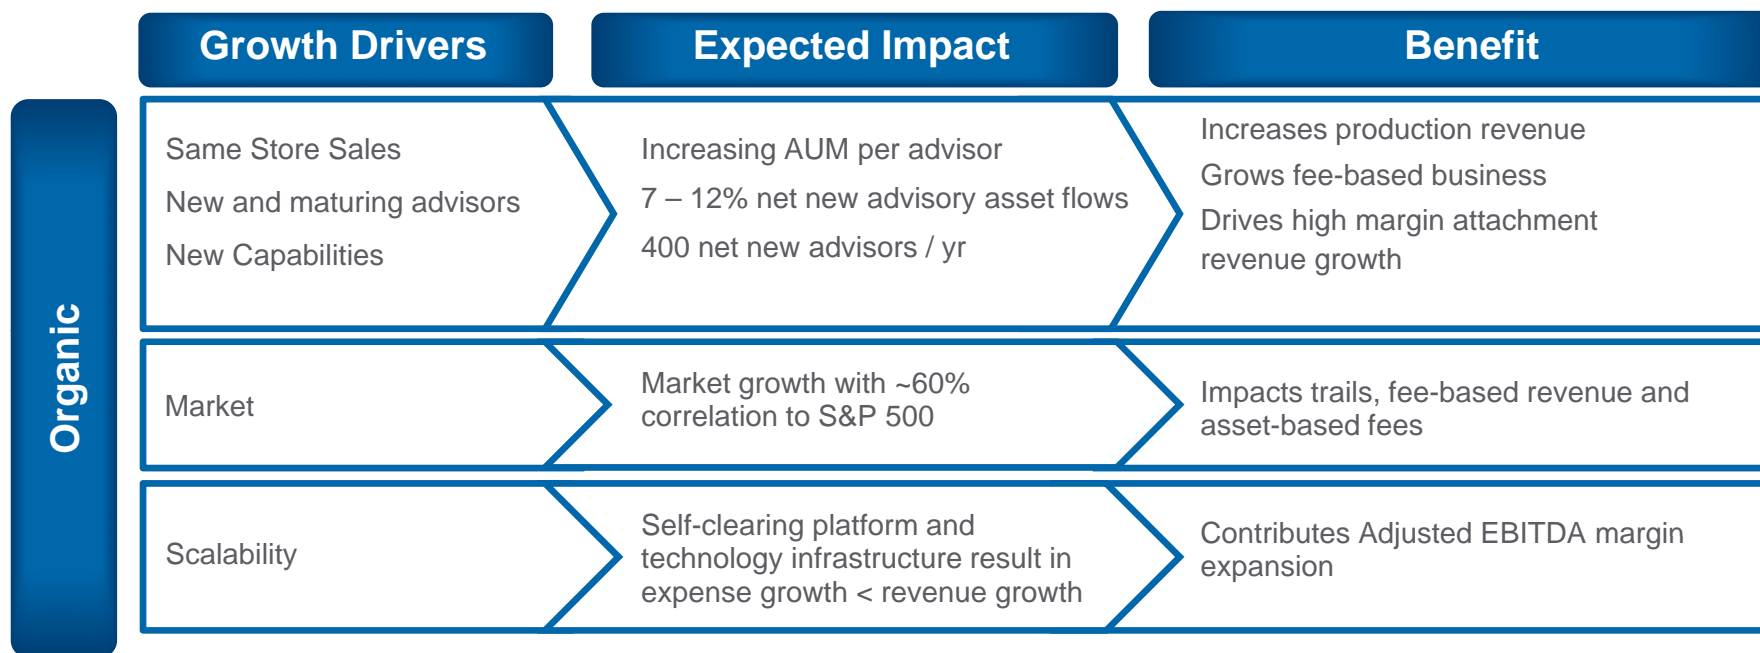 Growth Drivers
Expected Impact
Benefit
Organic
Same Store Sales
New and maturing advisors
New Capabilities
Increasing AUM per advisor
7 – 12% net new advisory asset flows
400 net new advisors / yr
Increases production revenue
Grows fee-based business
Drives high margin attachment
revenue growth
Market
Market growth with ~60%
correlation to S&P 500
Impacts trails, fee-based revenue and
asset-based fees
Scalability
Self-clearing platform and
technology infrastructure result in
expense growth < revenue growth
Contributes Adjusted EBITDA margin
expansion